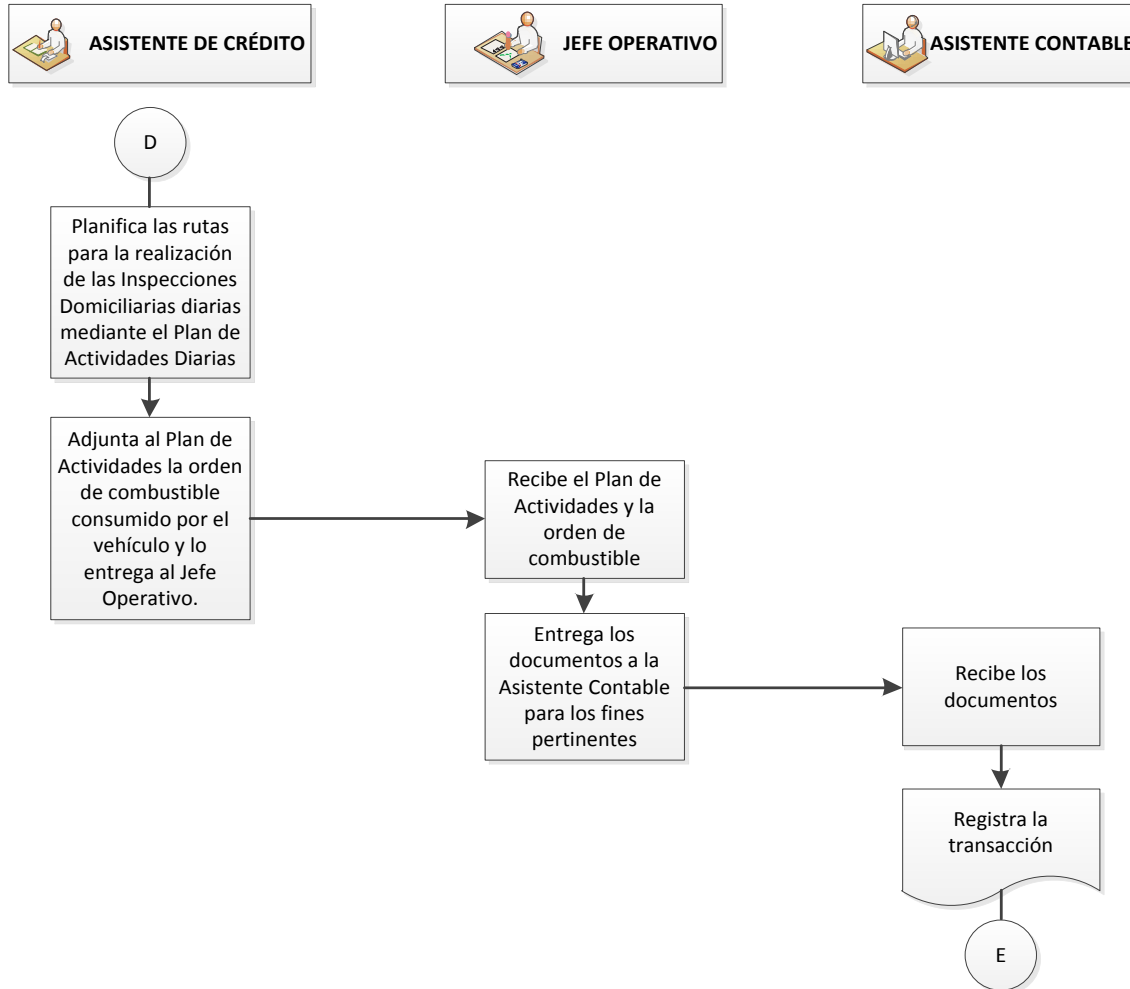 ASISTENTE DE CRÉDITO
JEFE OPERATIVO
ASISTENTE CONTABLE
D
Planifica las rutas
para la realización
de las Inspecciones
Domiciliarias diarias
mediante el Plan de
Actividades Diarias
Adjunta al Plan de
Actividades la orden
de combustible
consumido por el
vehículo y lo
entrega al Jefe
Operativo.
Recibe el Plan de
Actividades y la
orden de
combustible
Entrega los
documentos a la
Asistente Contable
para los fines
pertinentes
Recibe los
documentos
Registra la
transacción
E